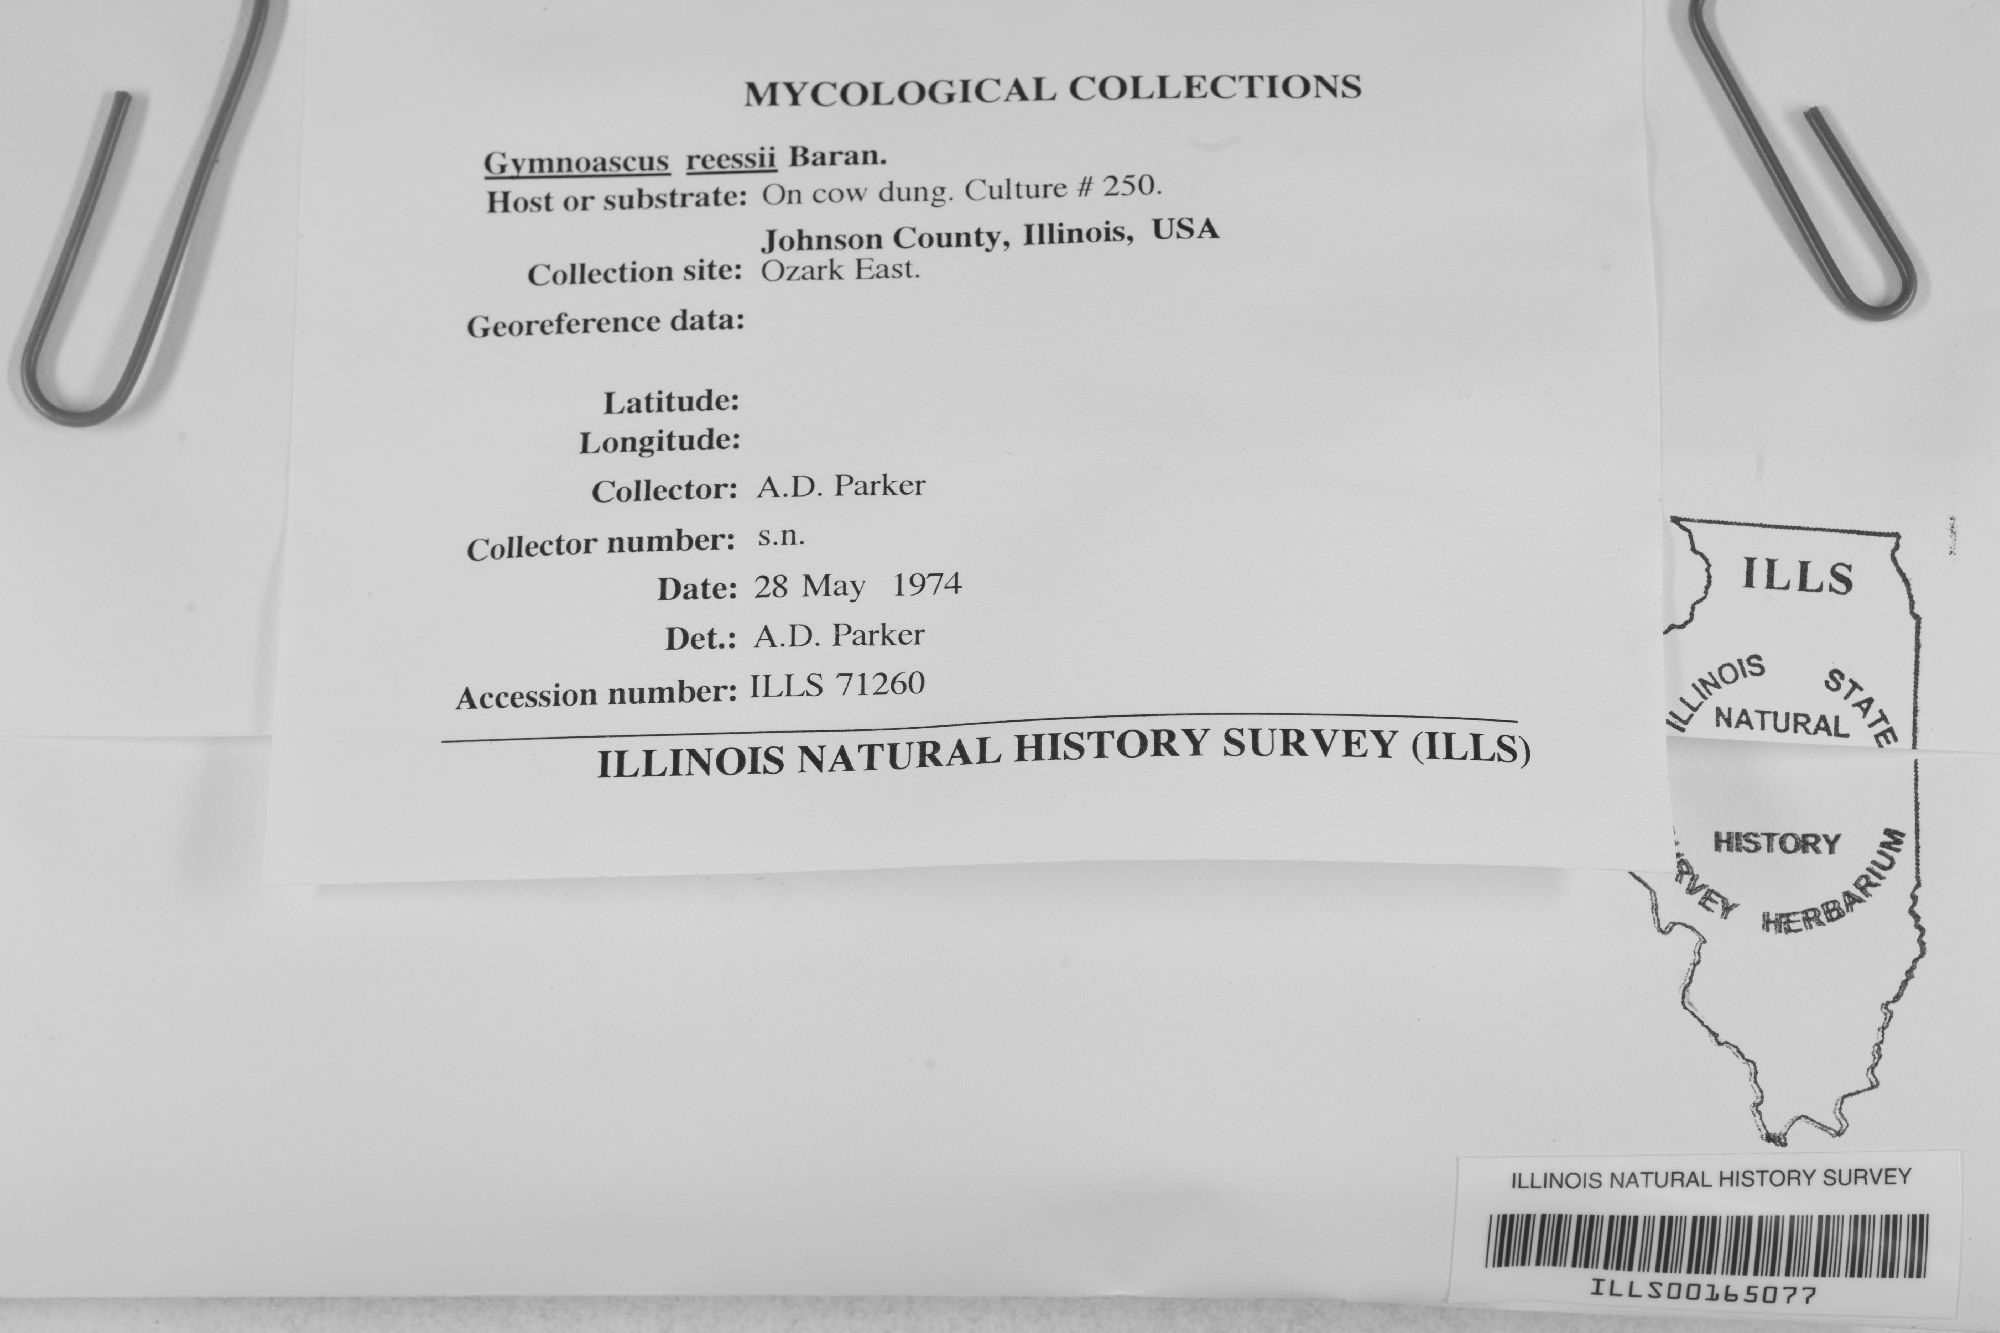 MYCOLOGICAL COLLECTIONS
Gymnoascus reessii Baran.
Host or substrate: On cow dung. Culture # 250.
Johnson County, Illinois, USA
Collection site: Ozark East.
Georeference data:
Latitude:
Longitude:
Collector: A.D. Parker
Collector number: s.n.
Date: 28 May 1974
Det.: A.D. Parker
Accession number: ILLS 71260
ILLINOIS NATURAL HISTORY SURVEY (ILLS)
ILLS
ILLINOIS STATE
NATURAL
HISTORY
RVEY HERBARIUM
ILLINOIS NATURAL HISTORY SURVEY
ILLS00165077